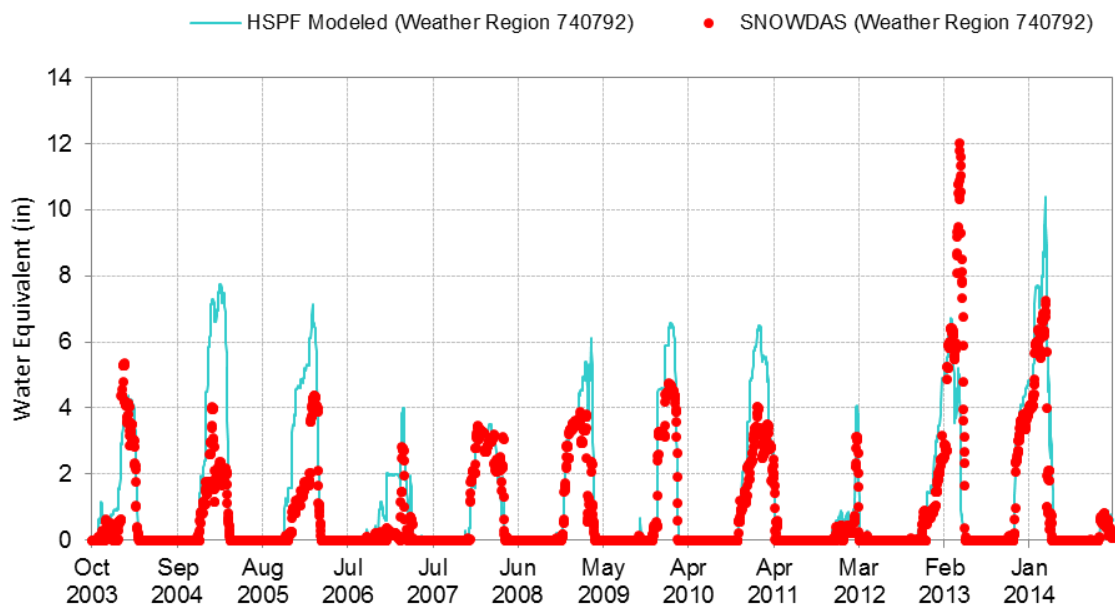 HSPF Modeled (Weather Region 740792) SNOWDAS (Weather Region 740792)
14
12
10
8
6
4
2
0
Water Equivalent (in)
Oct Sep Aug Jul Jul Jun May Apr Apr Mar Feb Jan
2003 2004 2005 2006 2007 2008 2009 2010 2011 2012 2013 2014